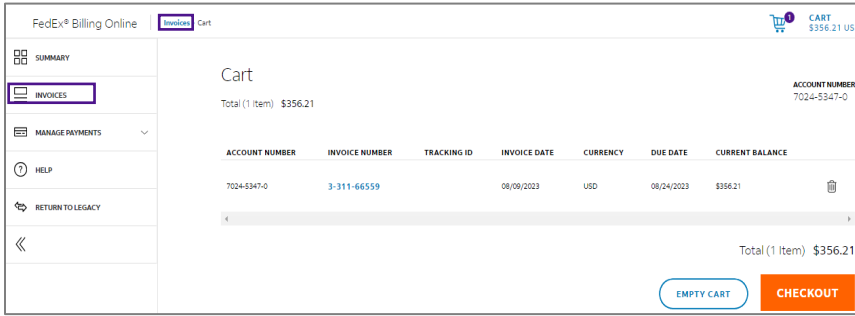 FedEx® Billing Online Invoices Cart
1 CART
$356.21 US
SUMMARY
INVOICES
MANAGE PAYMENTS
HELP
RETURN TO LEGACY
Cart
Total (1 Item) $356.21
ACCOUNT NUMBER
7024-5347-0
ACCOUNT NUMBER INVOICE NUMBER TRACKING ID INVOICE DATE CURRENCY DUE DATE CURRENT BALANCE
7024-5347-0 3-311-66559 08/09/2023 USD 08/24/2023 $356.21
Total (1 Item) $356.21
EMPTY CART CHECKOUT